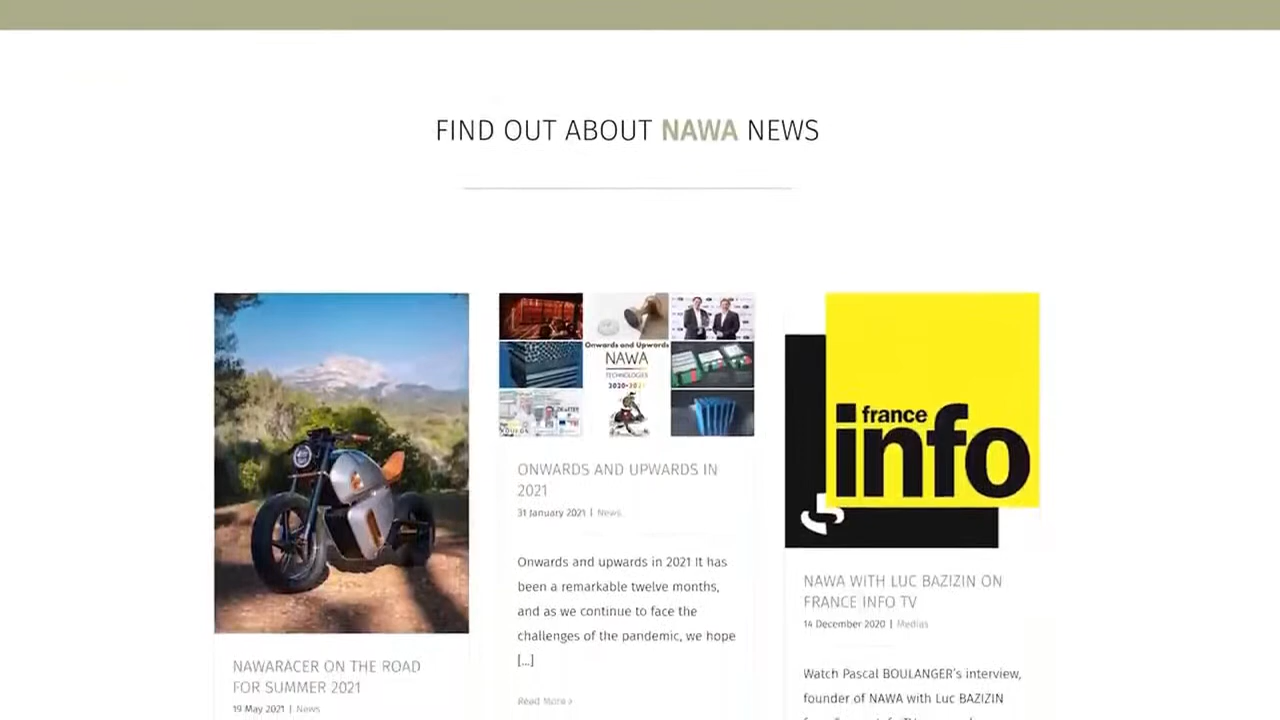 FIND OUT ABOUT NAWA NEWS
NAWARACER ON THE ROAD
FOR SUMMER 2021
19 May 2021 | News
Onwards and Upwards
NAWA
TECHNOLOGIES
2020-2021
ONWARDS AND UPWARDS IN
2021
31 January 2021 | News
Onwards and upwards in 2021 It has
been a remarkable twelve months,
and as we continue to face the
challenges of the pandemic, we hope
[...]
Read More >
france
info
NAWA WITH LUC BAZIZIN ON
FRANCE INFO TV
14 December 2020 | Medias
Watch Pascal BOULANGER's interview,
founder of NAWA with Luc BAZIZIN